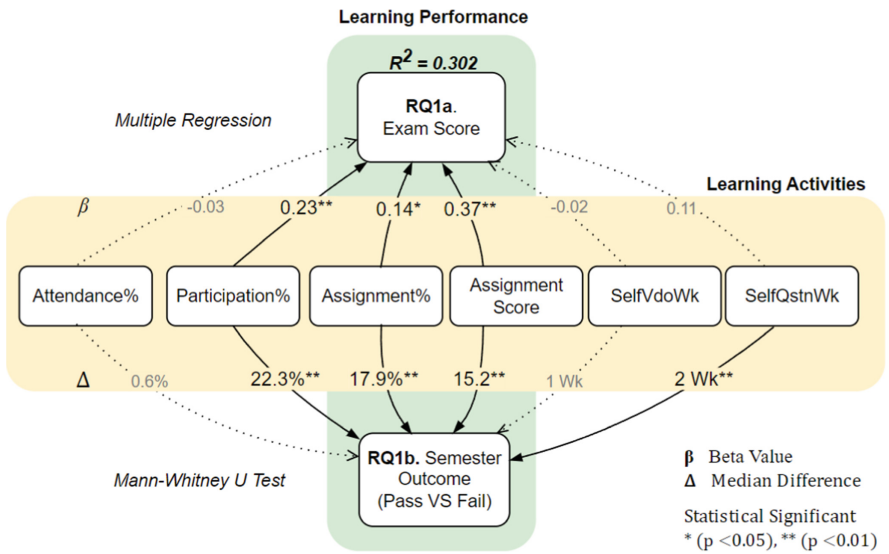 Learning Performance
R² = 0.302
RQ1a.
Exam Score
Multiple Regression
Learning Activities
β -0.03 0.23** 0.14* 0.37** -0.02 0.11
Attendance% Participation% Assignment% Assignment Score SelfVdoWk SelfQstnWk
Δ 0.6% 22.3%** 17.9%** 15.2** 1 Wk 2 Wk**
RQ1b. Semester
Outcome
(Pass VS Fail)
Mann-Whitney U Test
β Beta Value
Δ Median Difference
Statistical Significant
* (p <0.05), ** (p <0.01)